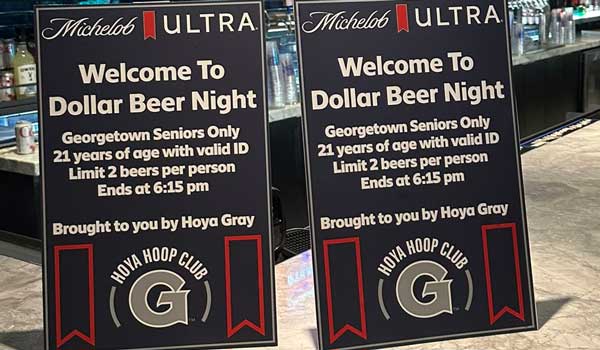 Michelob ULTRA
Welcome To
Dollar Beer Night
Georgetown Seniors Only
21 years of age with valid ID
Limit 2 beers per person
Ends at 6:15 pm
Brought to you by Hoya Gray
HOYA HOOP CLUB
G
TM
Michelob ULTRA
Welcome To
Dollar Beer Night
Georgetown Seniors Only
21 years of age with valid ID
Limit 2 beers per person
Ends at 6:15 pm
Brought to you by Hoya Gray
HOYA HOOP CLUB
G
TM